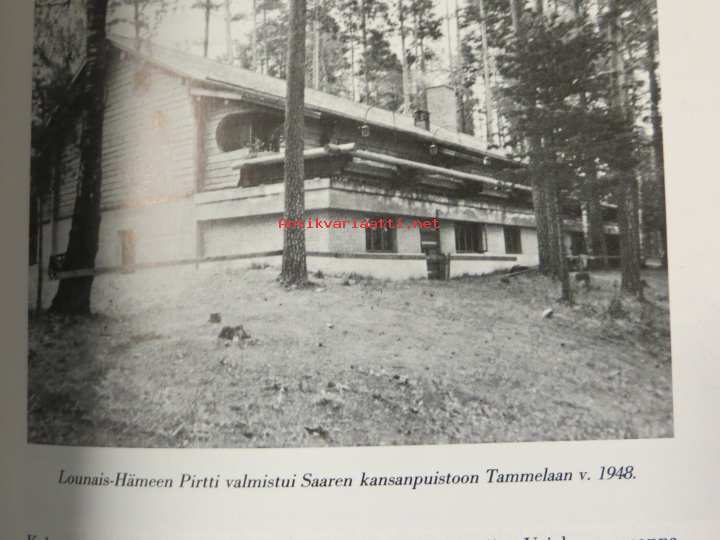 Antikvariaatti.net
Lounais-Hämeen Pirtti valmistui Saaren kansanpuistoon Tammelaan v. 1948.